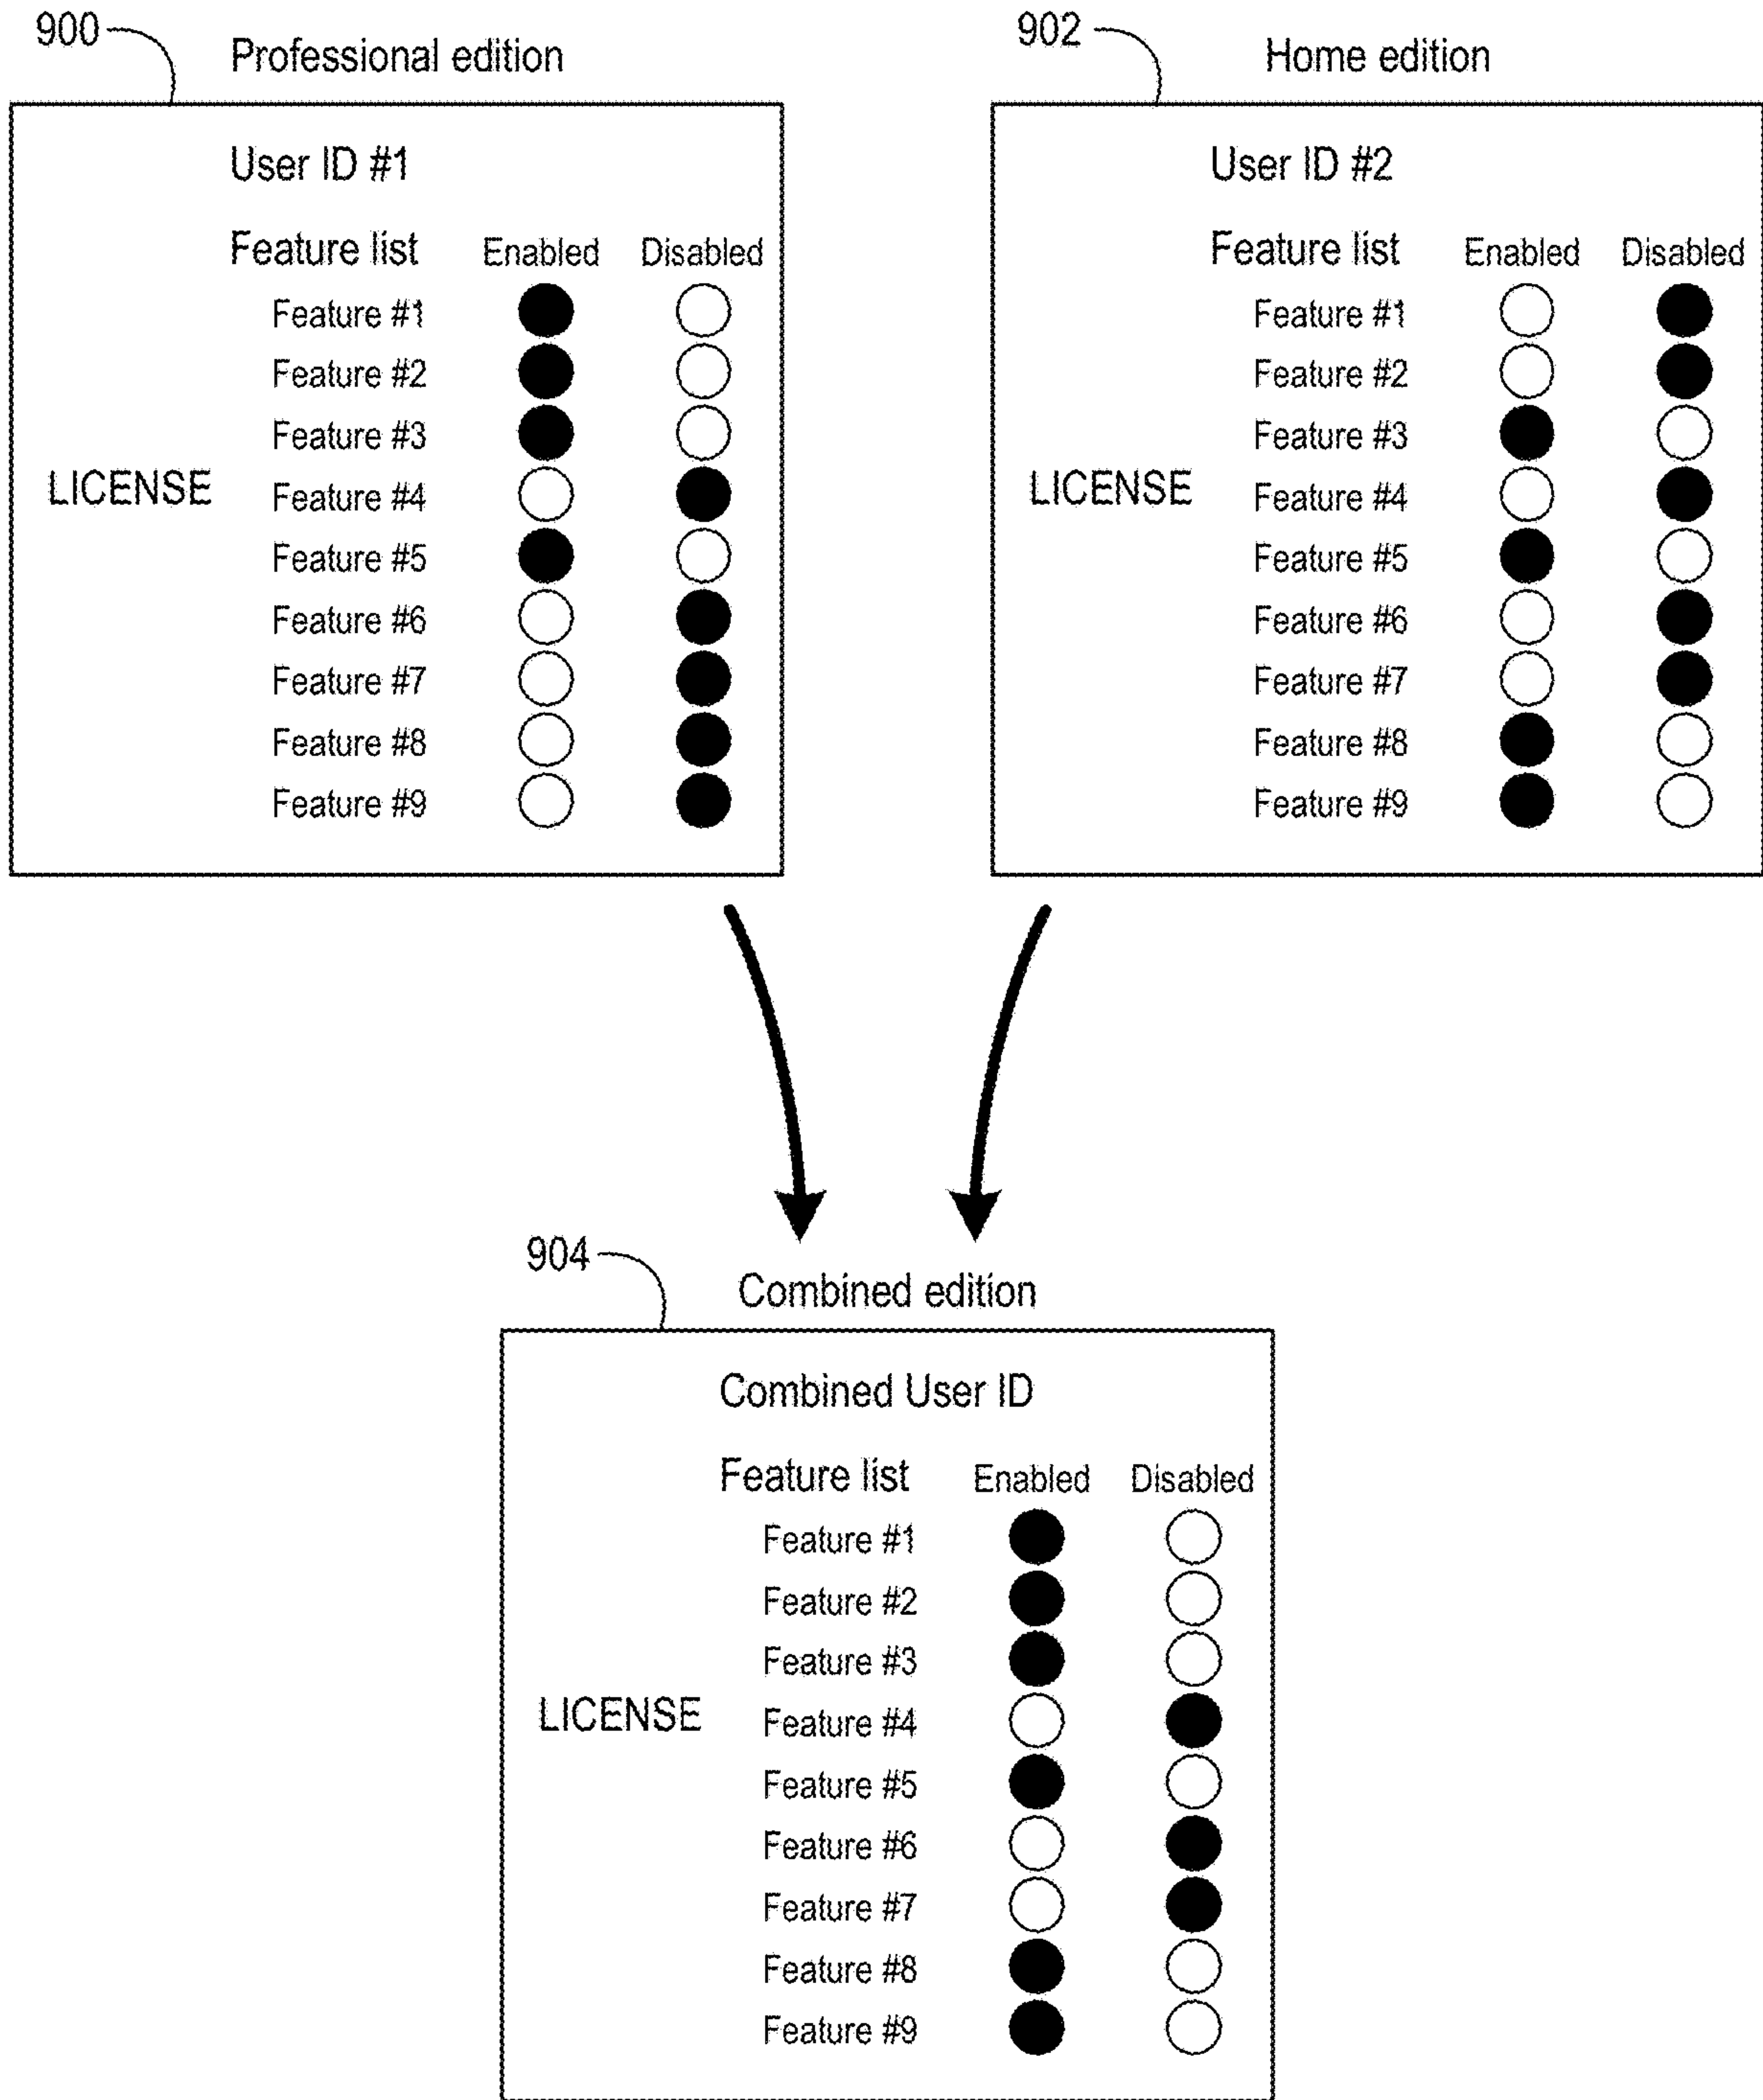 900
Professional edition
User ID #1
Feature list Enabled Disabled
Feature #1
Feature #2
Feature #3
LICENSE Feature #4
Feature #5
Feature #6
Feature #7
Feature #8
Feature #9
902
Home edition
User ID #2
Feature list Enabled Disabled
Feature #1
Feature #2
Feature #3
LICENSE Feature #4
Feature #5
Feature #6
Feature #7
Feature #8
Feature #9
904
Combined edition
Combined User ID
Feature list Enabled Disabled
Feature #1
Feature #2
Feature #3
LICENSE Feature #4
Feature #5
Feature #6
Feature #7
Feature #8
Feature #9